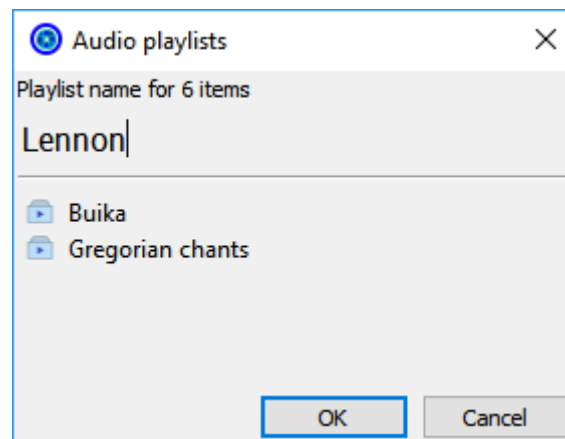 Audio playlists
Playlist name for 6 items
Lennon
Buika
Gregorian chants
OK Cancel